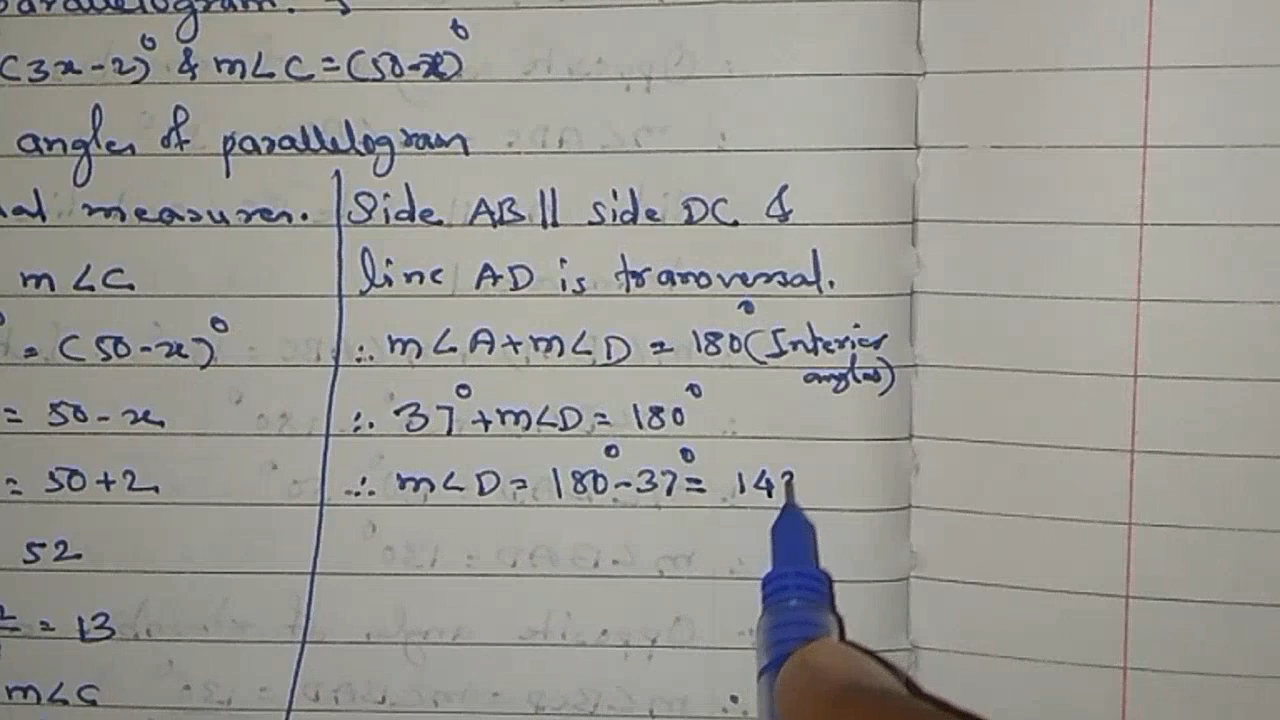 parallelogram.
(3x-2)° & m∠C=(50-x)°
angles of parallelogram
measures.
m∠C
= (50-x)°
= 50-x
= 50+2
52
= 13
m∠C
Side AB || side DC &
line AD is transversal.
∴ m∠A+m∠D = 180° (Interior
angles)
∴ 37°+m∠D= 180°
∴ m∠D = 180°-37°= 143